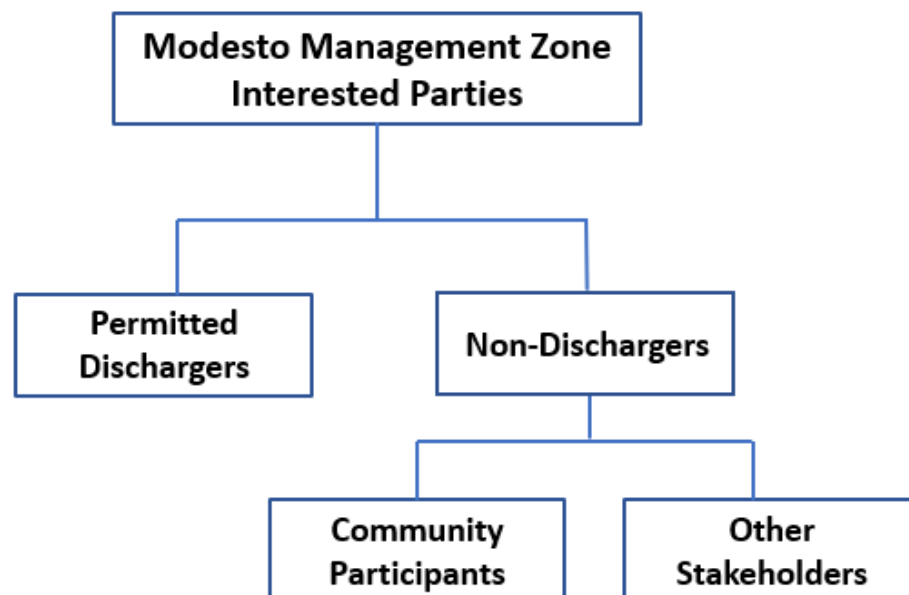 Modesto Management Zone
Interested Parties
Permitted
Dischargers
Non-Dischargers
Community
Participants
Other
Stakeholders